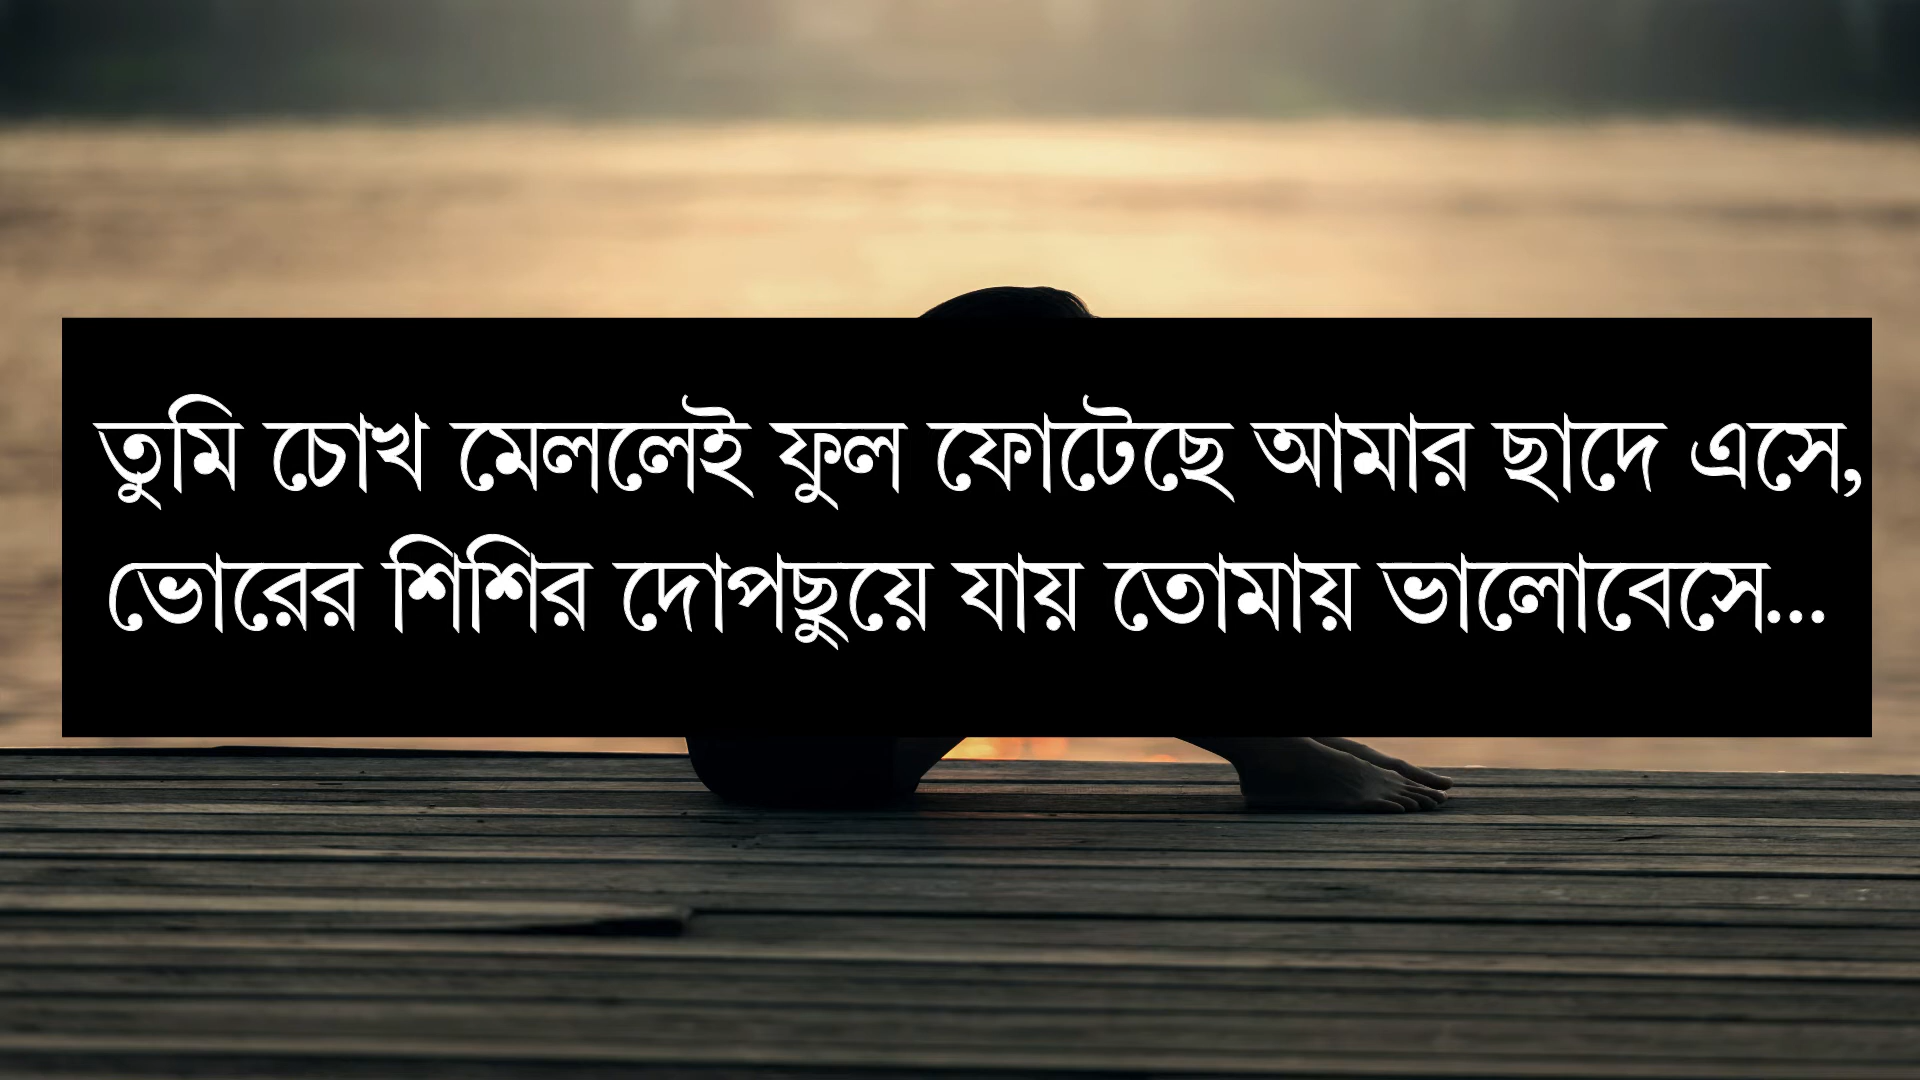 তুমি চোখ মেললেই ফুল ফোটেছে আমার ছাদে এসে,
ভোরের শিশির দোপছুয়ে যায় তোমায় ভালোবেসে...